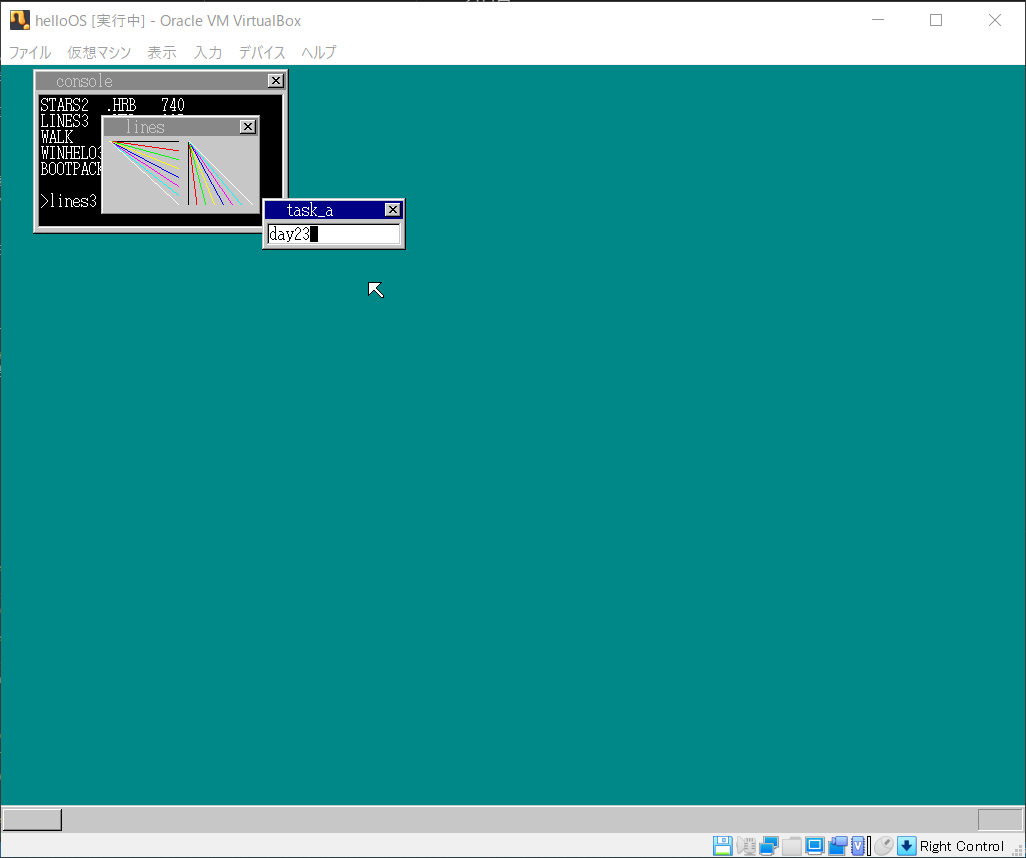 helloOS [実行中] - Oracle VM VirtualBox
ファイル 仮想マシン 表示 入力 デバイス ヘルプ
console
STARS2 .HRB 740
LINES3
WALK
WINHELO3
BOOTPACK
>lines3
lines
task_a
day23
Right Control